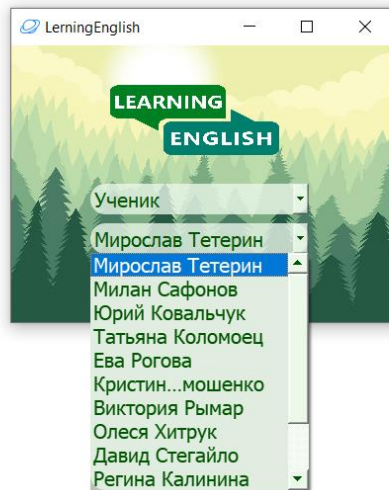 LerningEnglish
LEARNING
ENGLISH
Ученик
Мирослав Тетерин
Мирослав Тетерин
Милан Сафонов
Юрий Ковальчук
Татьяна Коломоец
Ева Рогова
Кристин...мошенко
Виктория Рымар
Олеся Хитрук
Давид Стегайло
Регина Калинина